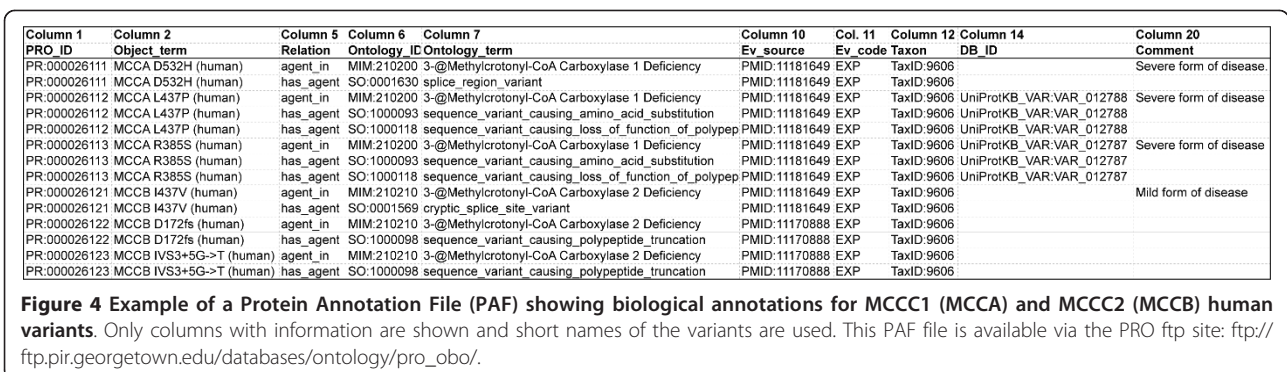 Column 1 Column 2 Column 5 Column 6 Column 7 Column 10 Col. 11 Column 12 Column 14 Column 20
PRO_ID Object_term Relation Ontology_ID Ontology_term Ev_source Ev_code Taxon DB_ID Comment
PR:000026111 MCCA D532H (human) agent_in MIM:210200 3-@Methylcrotonyl-CoA Carboxylase 1 Deficiency PMID:11181649 EXP TaxID:9606 Severe form of disease.
PR:000026111 MCCA D532H (human) has_agent SO:0001630 splice_region_variant PMID:11181649 EXP TaxID:9606
PR:000026112 MCCA L437P (human) agent_in MIM:210200 3-@Methylcrotonyl-CoA Carboxylase 1 Deficiency PMID:11181649 EXP TaxID:9606 UniProtKB_VAR:VAR_012788 Severe form of disease
PR:000026112 MCCA L437P (human) has_agent SO:1000093 sequence_variant_causing_amino_acid_substitution PMID:11181649 EXP TaxID:9606 UniProtKB_VAR:VAR_012788
PR:000026112 MCCA L437P (human) has_agent SO:1000118 sequence_variant_causing_loss_of_function_of_polypep PMID:11181649 EXP TaxID:9606 UniProtKB_VAR:VAR_012788
PR:000026113 MCCA R385S (human) agent_in MIM:210200 3-@Methylcrotonyl-CoA Carboxylase 1 Deficiency PMID:11181649 EXP TaxID:9606 UniProtKB_VAR:VAR_012787 Severe form of disease
PR:000026113 MCCA R385S (human) has_agent SO:1000093 sequence_variant_causing_amino_acid_substitution PMID:11181649 EXP TaxID:9606 UniProtKB_VAR:VAR_012787
PR:000026113 MCCA R385S (human) has_agent SO:1000118 sequence_variant_causing_loss_of_function_of_polypep PMID:11181649 EXP TaxID:9606 UniProtKB_VAR:VAR_012787
PR:000026121 MCCB I437V (human) agent_in MIM:210210 3-@Methylcrotonyl-CoA Carboxylase 2 Deficiency PMID:11181649 EXP TaxID:9606 Mild form of disease
PR:000026121 MCCB I437V (human) has_agent SO:0001569 cryptic_splice_site_variant PMID:11181649 EXP TaxID:9606
PR:000026122 MCCB D172fs (human) agent_in MIM:210210 3-@Methylcrotonyl-CoA Carboxylase 2 Deficiency PMID:11170888 EXP TaxID:9606
PR:000026122 MCCB D172fs (human) has_agent SO:1000098 sequence_variant_causing_polypeptide_truncation PMID:11170888 EXP TaxID:9606
PR:000026123 MCCB IVS3+5G->T (human) agent_in MIM:210210 3-@Methylcrotonyl-CoA Carboxylase 2 Deficiency PMID:11170888 EXP TaxID:9606
PR:000026123 MCCB IVS3+5G->T (human) has_agent SO:1000098 sequence_variant_causing_polypeptide_truncation PMID:11170888 EXP TaxID:9606
Figure 4 Example of a Protein Annotation File (PAF) showing biological annotations for MCCC1 (MCCA) and MCCC2 (MCCB) human
variants. Only columns with information are shown and short names of the variants are used. This PAF file is available via the PRO ftp site: ftp://
ftp.pir.georgetown.edu/databases/ontology/pro_obo/.